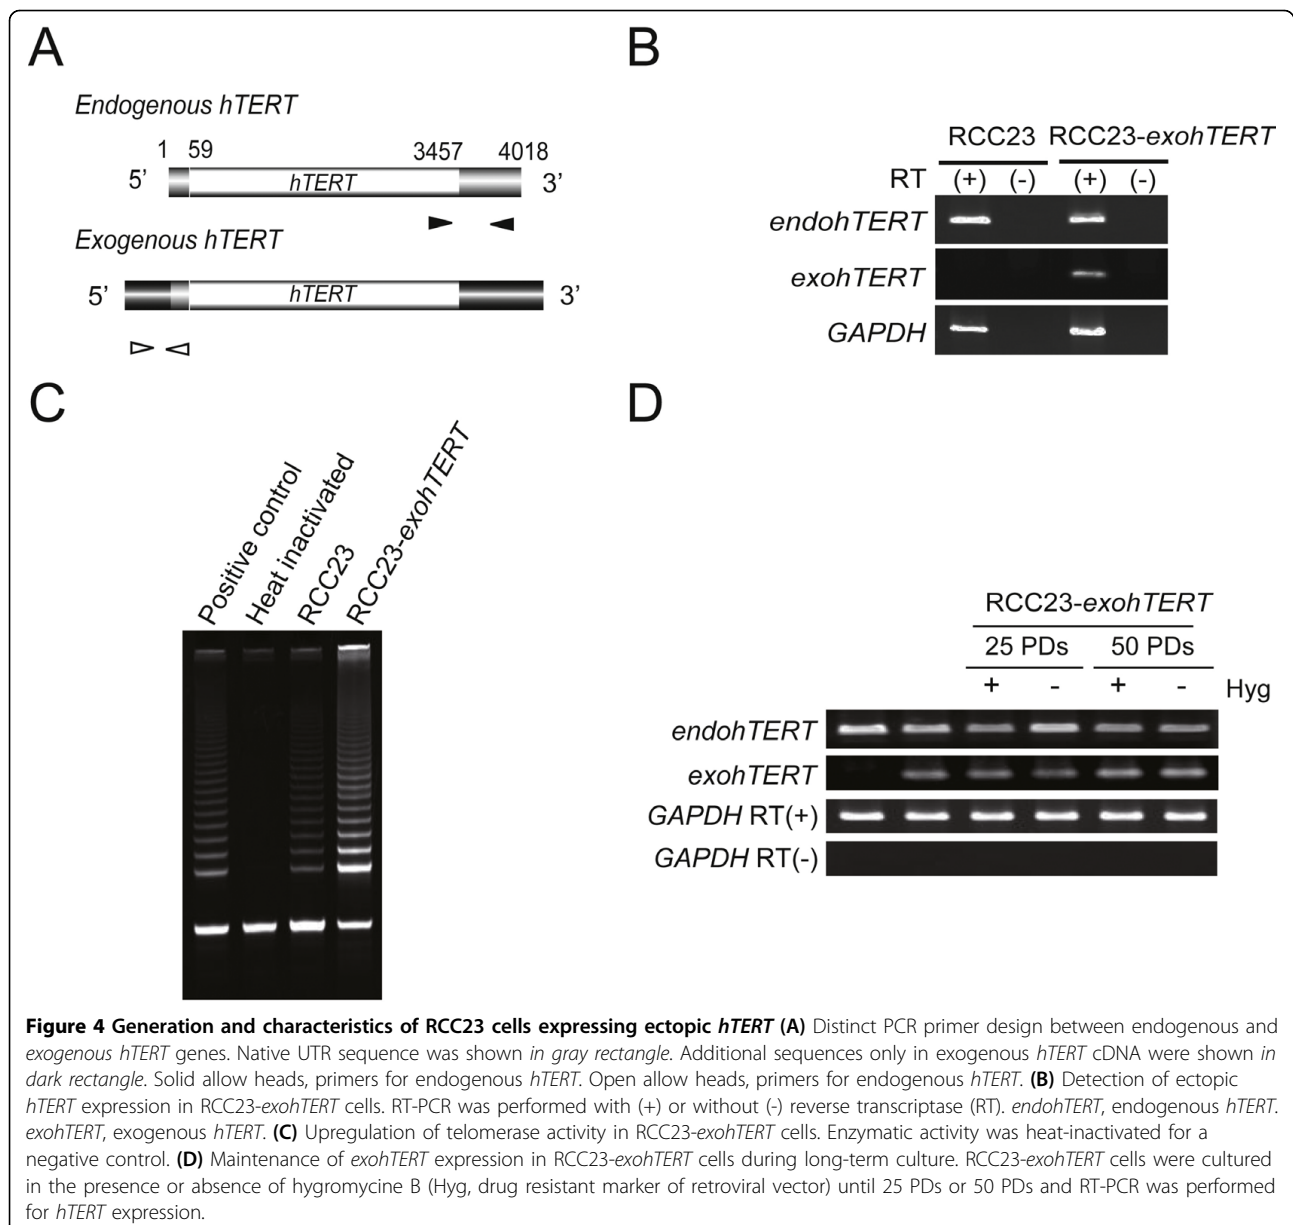 A
Endogenous hTERT
1 59 3457 4018
5’ hTERT 3’
Exogenous hTERT
5’ hTERT 3’
B
RCC23 RCC23-exohTERT
RT (+) (-) (+) (-)
endohTERT
exohTERT
GAPDH
C
Positive control
Heat inactivated
RCC23
RCC23-exohTERT
D
RCC23-exohTERT
25 PDs 50 PDs
+ - + - Hyg
endohTERT
exohTERT
GAPDH RT(+)
GAPDH RT(-)
Figure 4 Generation and characteristics of RCC23 cells expressing ectopic hTERT (A) Distinct PCR primer design between endogenous and
exogenous hTERT genes. Native UTR sequence was shown in gray rectangle. Additional sequences only in exogenous hTERT cDNA were shown in
dark rectangle. Solid allow heads, primers for endogenous hTERT. Open allow heads, primers for endogenous hTERT. (B) Detection of ectopic
hTERT expression in RCC23-exohTERT cells. RT-PCR was performed with (+) or without (-) reverse transcriptase (RT). endohTERT, endogenous hTERT.
exohTERT, exogenous hTERT. (C) Upregulation of telomerase activity in RCC23-exohTERT cells. Enzymatic activity was heat-inactivated for a
negative control. (D) Maintenance of exohTERT expression in RCC23-exohTERT cells during long-term culture. RCC23-exohTERT cells were cultured
in the presence or absence of hygromycine B (Hyg, drug resistant marker of retroviral vector) until 25 PDs or 50 PDs and RT-PCR was performed
for hTERT expression.